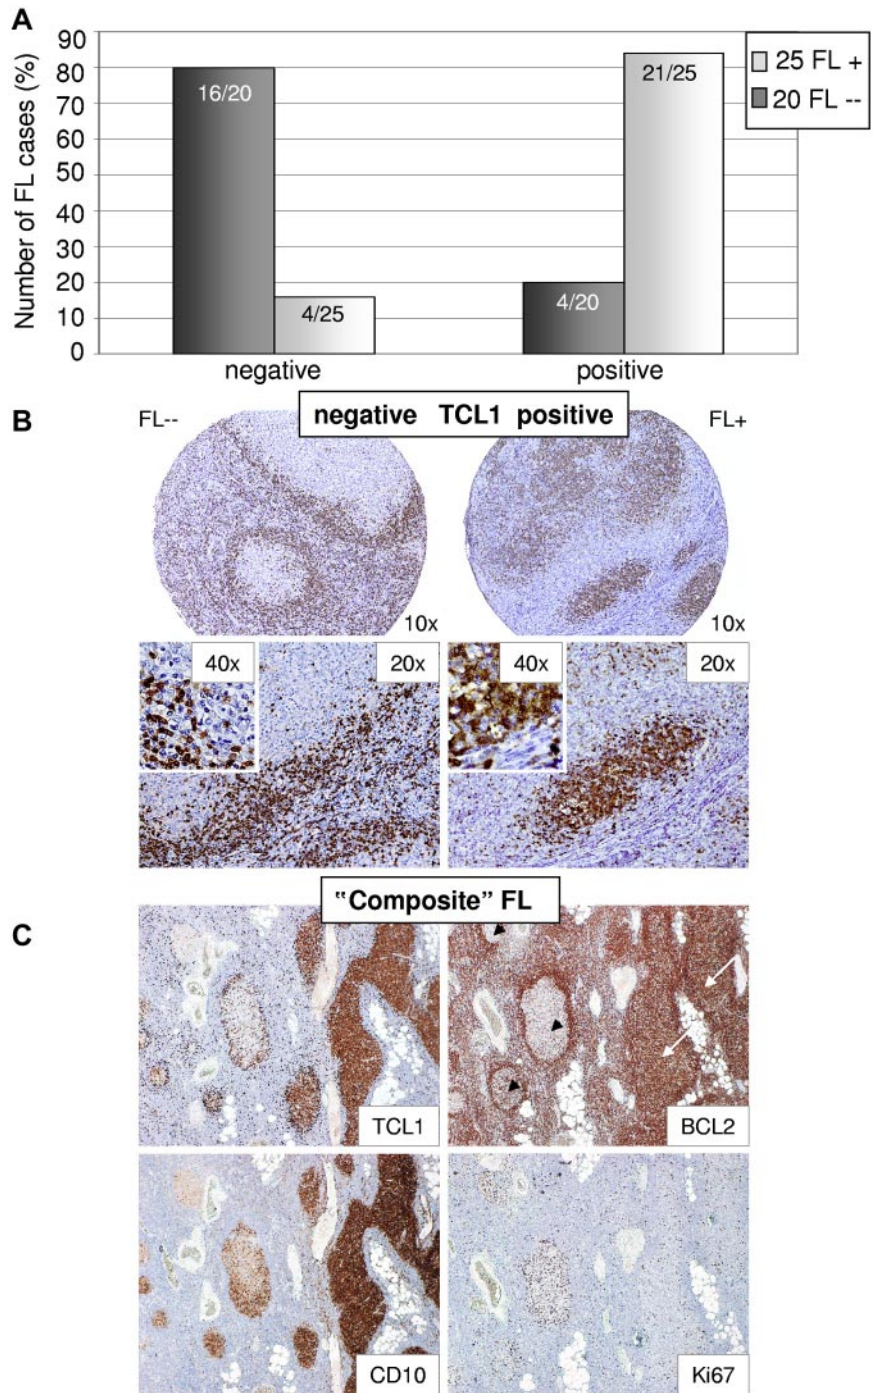 A
Number of FL cases (%)
90
80
70
60
50
40
30
20
10
0
16/20
4/25
4/20
21/25
25 FL +
20 FL --
negative
positive
B
FL--
negative TCL1 positive
FL+
10x
10x
40x
20x
40x
20x
"Composite" FL
C
TCL1
BCL2
CD10
Ki67